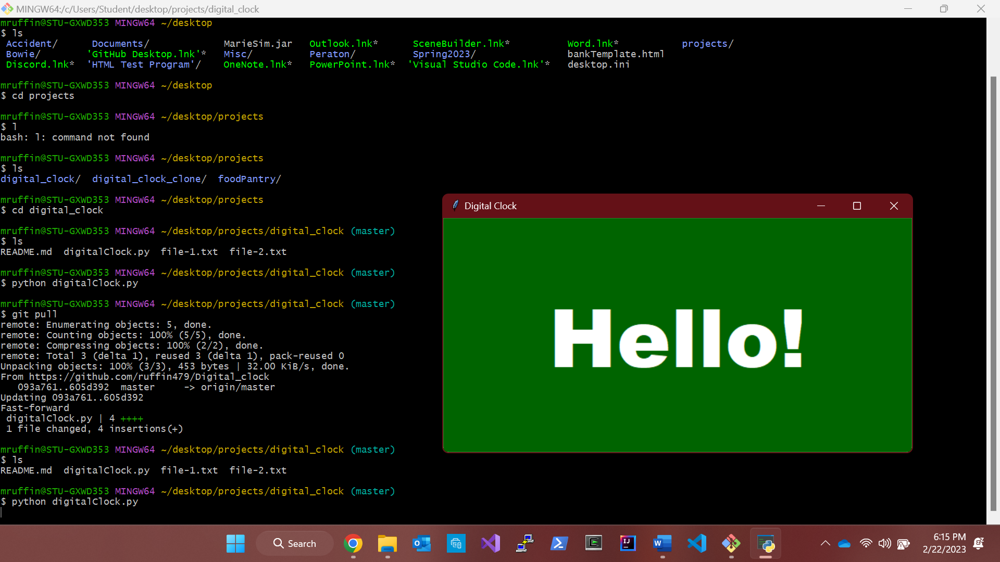 MINGW64:/c/Users/Student/desktop/projects/digital_clock
mruffin@STU-GXWD353 MINGW64 ~/desktop
$ ls
Accident/ Documents/ MarieSim.jar Outlook.lnk* SceneBuilder.lnk* Word.lnk* projects/
Bowie/ 'GitHub Desktop.lnk'* Misc/ Peraton/ Spring2023/ bankTemplate.html
Discord.lnk* 'HTML Test Program'/ OneNote.lnk* PowerPoint.lnk* 'Visual Studio Code.lnk'* desktop.ini
mruffin@STU-GXWD353 MINGW64 ~/desktop
$ cd projects
mruffin@STU-GXWD353 MINGW64 ~/desktop/projects
$ l
bash: l: command not found
mruffin@STU-GXWD353 MINGW64 ~/desktop/projects
$ ls
digital_clock/ digital_clock_clone/ foodPantry/
mruffin@STU-GXWD353 MINGW64 ~/desktop/projects
$ cd digital_clock
mruffin@STU-GXWD353 MINGW64 ~/desktop/projects/digital_clock (master)
$ ls
README.md digitalClock.py file-1.txt file-2.txt
mruffin@STU-GXWD353 MINGW64 ~/desktop/projects/digital_clock (master)
$ python digitalClock.py
mruffin@STU-GXWD353 MINGW64 ~/desktop/projects/digital_clock (master)
$ git pull
remote: Enumerating objects: 5, done.
remote: Counting objects: 100% (5/5), done.
remote: Compressing objects: 100% (2/2), done.
remote: Total 3 (delta 1), reused 3 (delta 1), pack-reused 0
Unpacking objects: 100% (3/3), 453 bytes | 32.00 KiB/s, done.
From https://github.com/ruffin479/Digital_clock
093a761..605d392 master -> origin/master
Updating 093a761..605d392
Fast-forward
digitalClock.py | 4 ++++
1 file changed, 4 insertions(+)
mruffin@STU-GXWD353 MINGW64 ~/desktop/projects/digital_clock (master)
$ ls
README.md digitalClock.py file-1.txt file-2.txt
mruffin@STU-GXWD353 MINGW64 ~/desktop/projects/digital_clock (master)
$ python digitalClock.py
Digital Clock
Hello!
Search
6:15 PM
2/22/2023